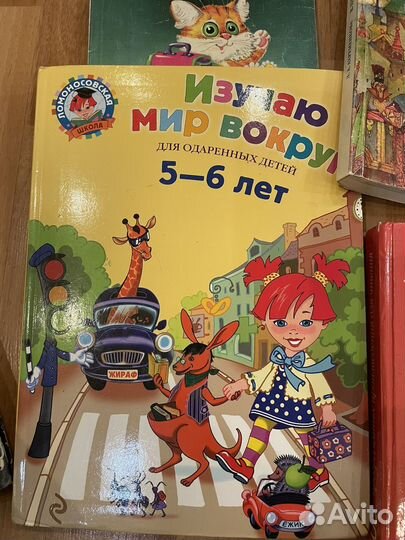 ЛОМОНОСОВСКАЯ
ШКОЛА
Изучаю
мир вокруг
ДЛЯ ОДАРЕННЫХ ДЕТЕЙ
5–6 лет
ЖИРАФ
ЁЖИК
Avito